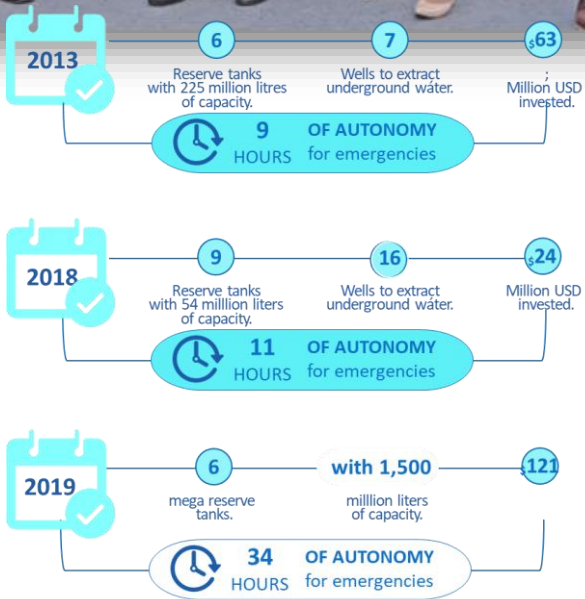 2013
6
Reserve tanks
with 225 million litres
of capacity.
7
Wells to extract
underground wáter.
$63
;
Million USD
invested.
9
HOURS
OF AUTONOMY
for emergencies
2018
9
Reserve tanks
with 54 milllion liters
of capacity.
16
Wells to extract
underground wáter.
$24
Million USD
invested.
11
HOURS
OF AUTONOMY
for emergencies
2019
6
mega reserve
tanks.
with 1,500
milllion liters
of capacity.
$121
34
HOURS
OF AUTONOMY
for emergencies